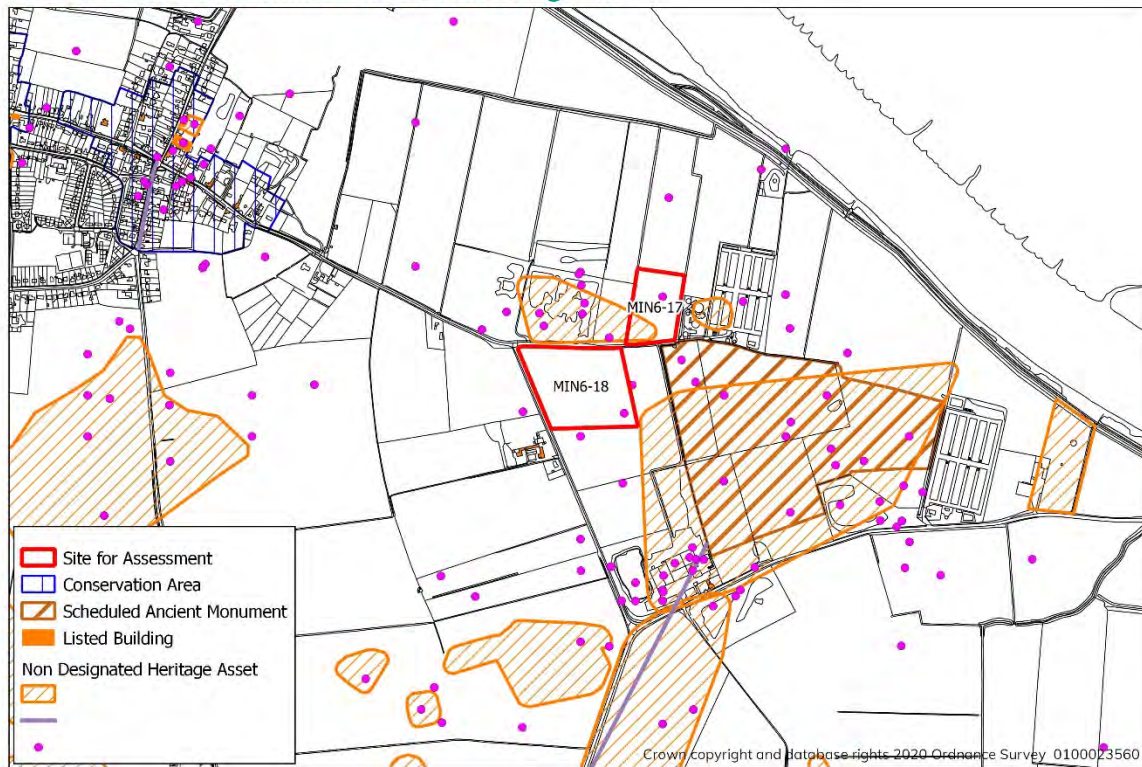 MIN6-17
MIN6-18
Site for Assessment
Conservation Area
Scheduled Ancient Monument
Listed Building
Non Designated Heritage Asset
Crown copyright and database rights 2020 Ordnance Survey 0100023560